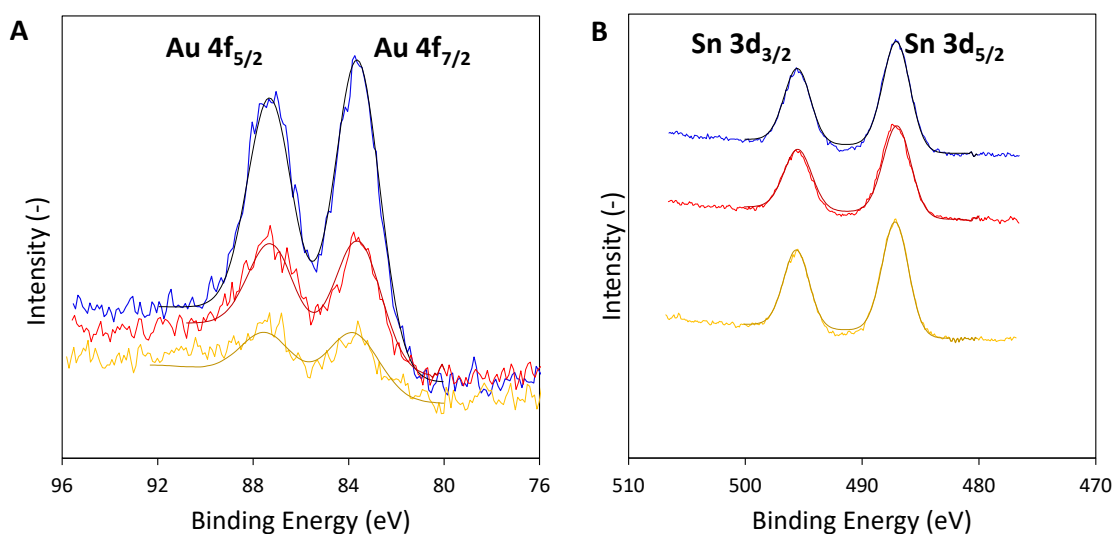 A
Au 4f5/2
Au 4f7/2
Intensity (-)
96
92
88
84
80
76
Binding Energy (eV)
B
Sn 3d3/2
Sn 3d5/2
Intensity (-)
510
500
490
480
470
Binding Energy (eV)